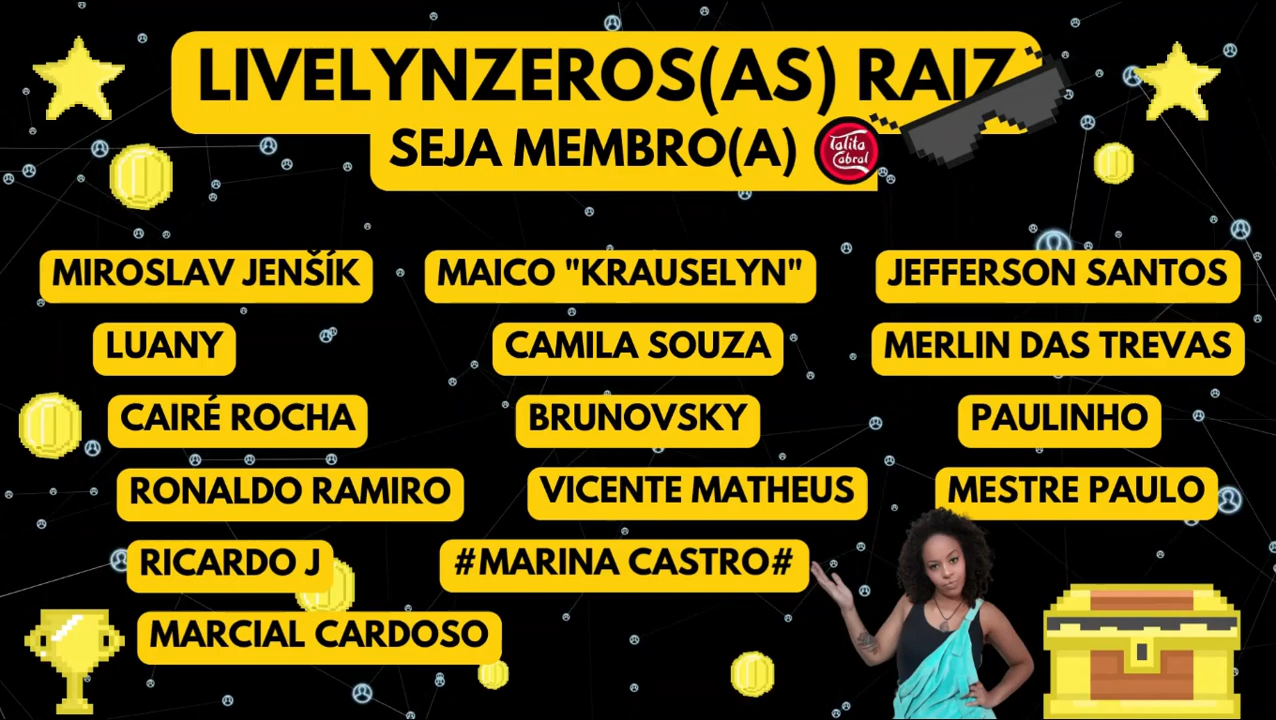 LIVELYNZEROS(AS) RAIZ
SEJA MEMBRO(A)
Talita
Cabral
MIROSLAV JENŠÍK
MAICO "KRAUSELYN"
JEFFERSON SANTOS
LUANY
CAMILA SOUZA
MERLIN DAS TREVAS
CAIRÉ ROCHA
BRUNOVSKY
PAULINHO
RONALDO RAMIRO
VICENTE MATHEUS
MESTRE PAULO
RICARDO J
#MARINA CASTRO#
MARCIAL CARDOSO